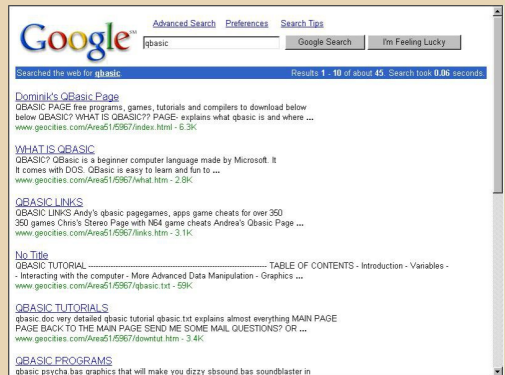 Advanced Search Preferences Search Tips
Google SM qbasic Google Search I'm Feeling Lucky
Searched the web for qbasic. Results 1 - 10 of about 45. Search took 0.06 seconds.
Dominik's QBasic Page
QBASIC PAGE free programs, games, tutorials and compilers to download below
below QBASIC? WHAT IS QBASIC?? PAGE- explains what qbasic is and where ...
www.geocities.com/Area51/5967/index.html - 6.3K
WHAT IS QBASIC
QBASIC? QBasic is a beginner computer language made by Microsoft. It
It comes with DOS. QBasic is easy to learn and fun to ...
www.geocities.com/Area51/5967/what.htm - 2.8K
QBASIC LINKS
QBASIC LINKS Andy's qbasic pagegames, apps game cheats for over 350
350 games Chris's Stereo Page with N64 game cheats Andrea's Qbasic Page ...
www.geocities.com/Area51/5967/links.htm - 3.1K
No Title
QBASIC TUTORIAL ---------------------------------------------------------- TABLE OF CONTENTS - Introduction - Variables -
- Interacting with the computer - More Advanced Data Manipulation - Graphics ...
www.geocities.com/Area51/5967/qbasic.txt - 59K
QBASIC TUTORIALS
qbasic.doc very detailed qbasic tutorial qbasic.txt explains almost everything MAIN PAGE
PAGE BACK TO THE MAIN PAGE SEND ME SOME MAIL QUESTIONS? OR ...
www.geocities.com/Area51/5967/downtut.htm - 3.4K
QBASIC PROGRAMS
qbasic psycha.bas graphics that will make you dizzy sbsound.bas soundblaster in